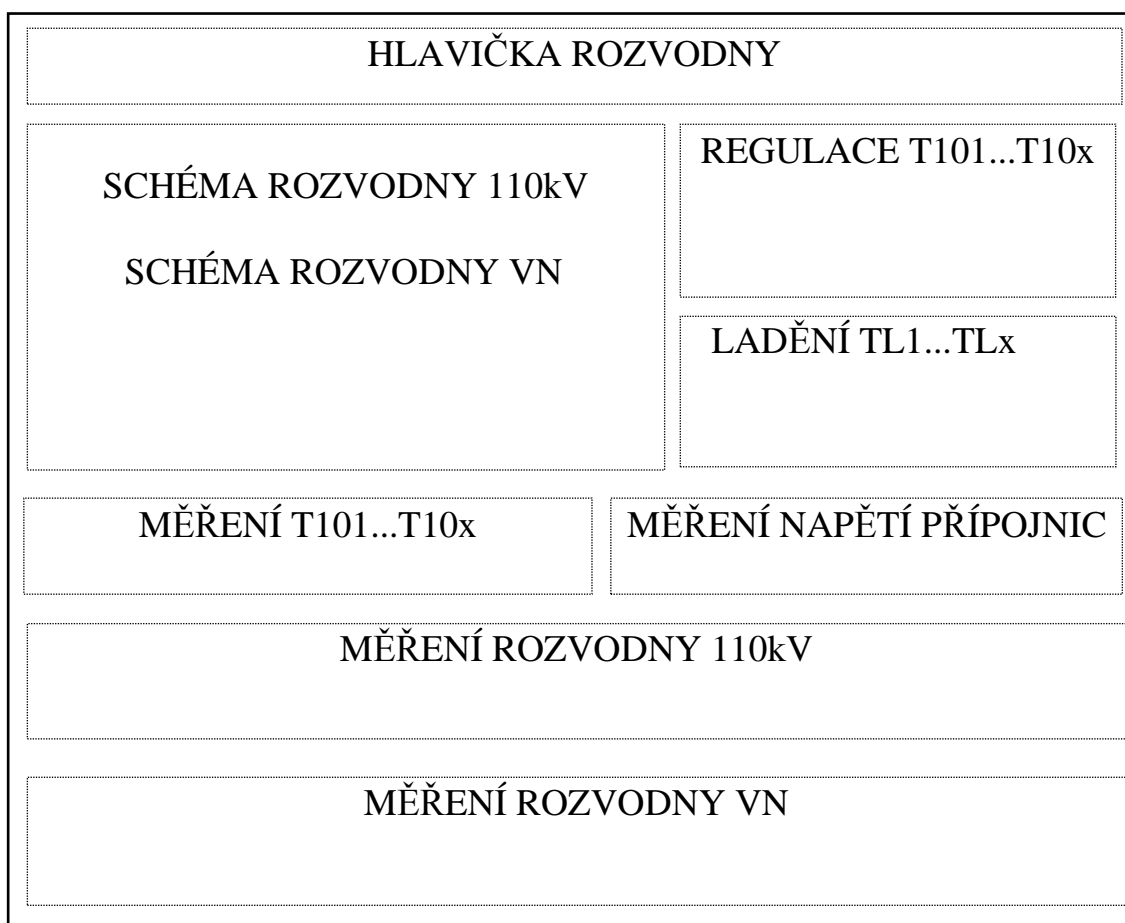 HLAVIČKA ROZVODNY
SCHÉMA ROZVODNY 110kV
SCHÉMA ROZVODNY VN
REGULACE T101...T10x
LADĚNÍ TL1...TLx
MĚŘENÍ T101...T10x
MĚŘENÍ NAPĚTÍ PŘÍPOJNIC
MĚŘENÍ ROZVODNY 110kV
MĚŘENÍ ROZVODNY VN